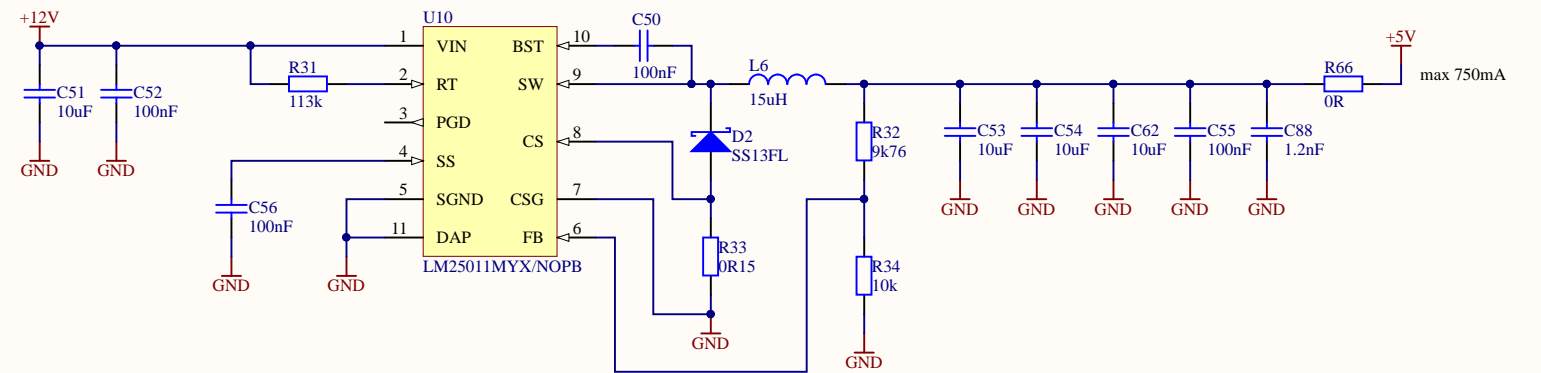 +12V
U10
C50
+5V
1
VIN
BST
10
R31
2
RT
SW
9
100nF
L6
15uH
R66
0R
max 750mA
C51
10uF
C52
100nF
113k
3
PGD
CS
8
D2
SS13FL
R32
9k76
C53
10uF
C54
10uF
C62
10uF
C55
100nF
C88
1.2nF
GND
GND
4
SS
5
SGND
CSG
7
GND
GND
GND
GND
GND
C56
100nF
11
DAP
FB
6
R33
0R15
LM25011MYX/NOPB
R34
10k
GND
GND
GND
GND